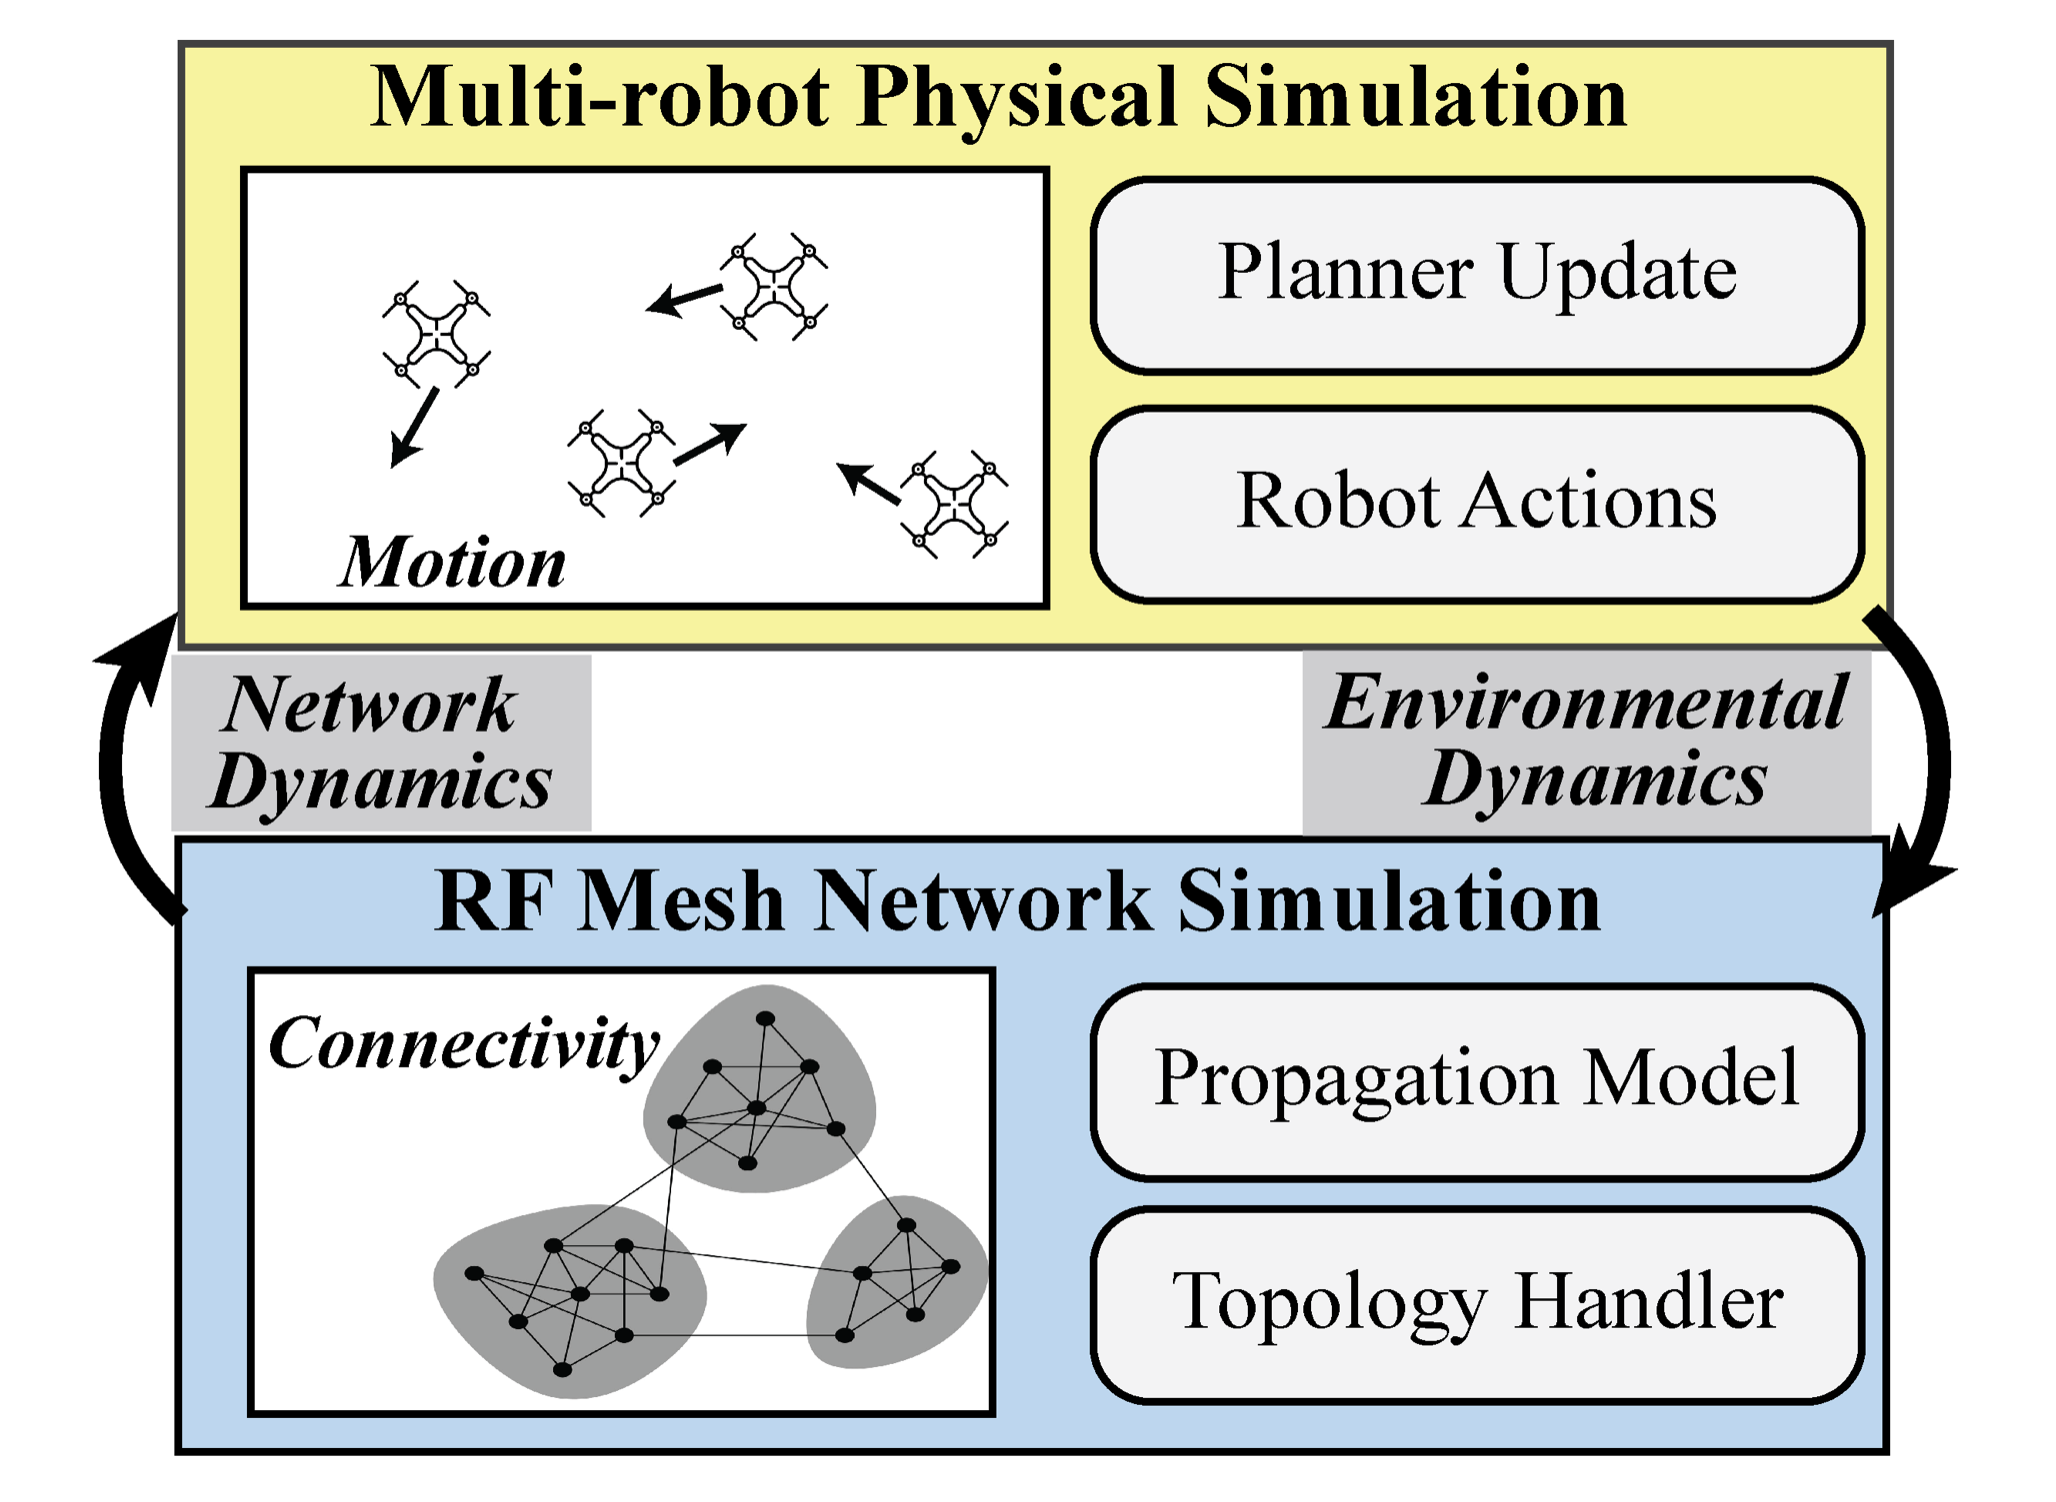 Multi-robot Physical Simulation
Planner Update
Robot Actions
Motion
Network
Dynamics
Environmental
Dynamics
RF Mesh Network Simulation
Connectivity
Propagation Model
Topology Handler